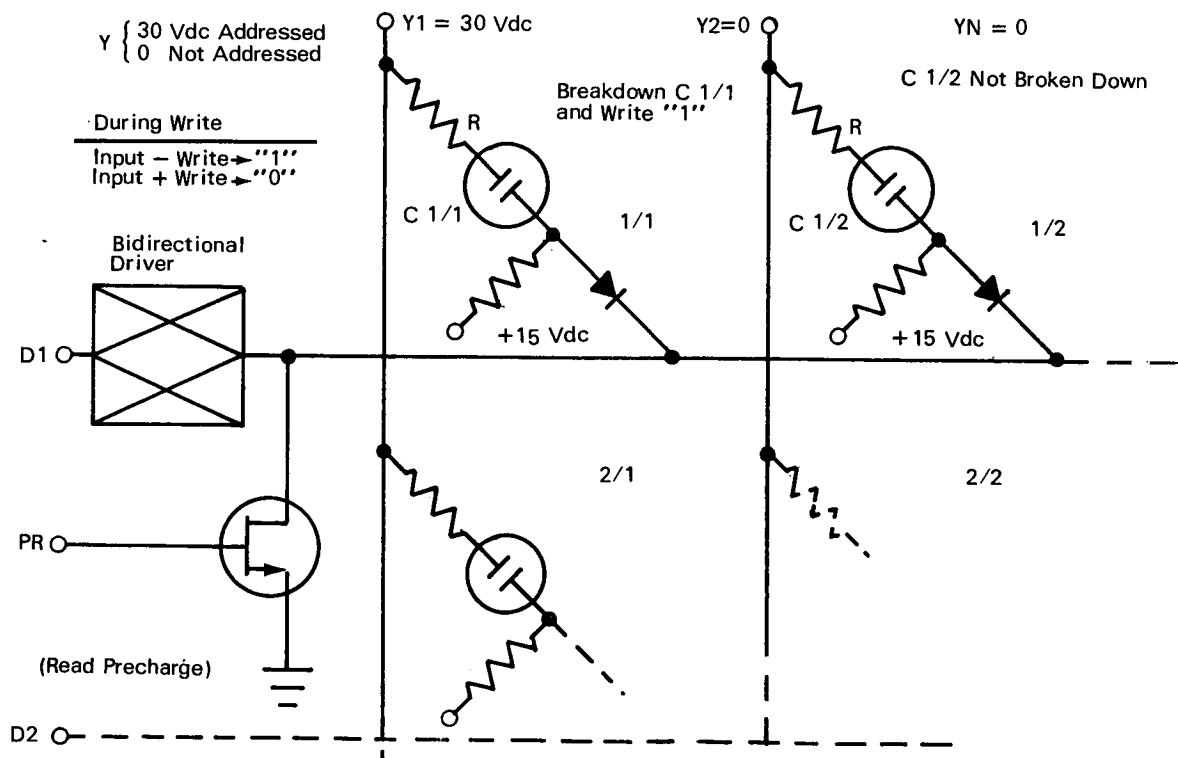 Y { 30 Vdc Addressed
0 Not Addressed
Y1 = 30 Vdc
Y2=0
YN = 0
During Write
Input − Write→"1"
Input + Write→"0"
Breakdown C 1/1
and Write "1"
C 1/2 Not Broken Down
R
R
C 1/1
1/1
C 1/2
1/2
Bidirectional
Driver
D1
+15 Vdc
+15 Vdc
2/1
2/2
PR
(Read Precharge)
D2